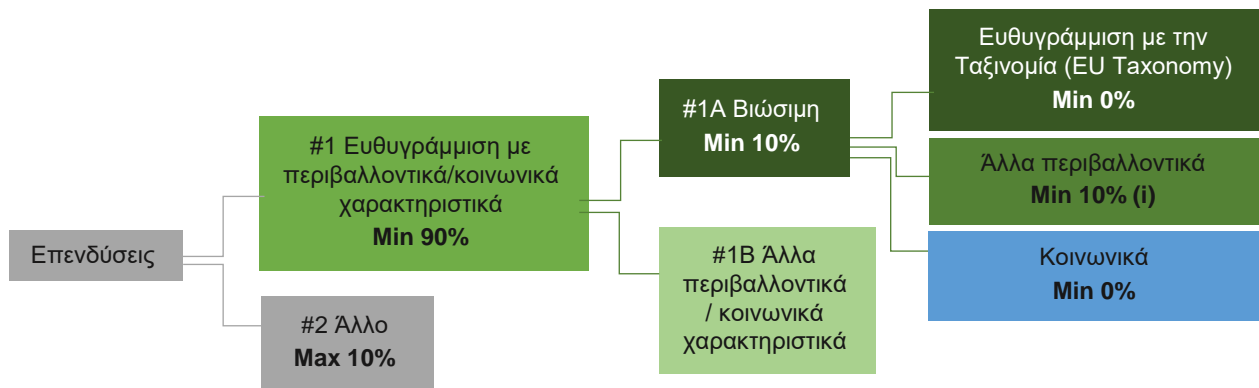 Επενδύσεις
#1 Ευθυγράμμιση με
περιβαλλοντικά/κοινωνικά
χαρακτηριστικά
Min 90%
#2 Άλλο
Max 10%
#1A Βιώσιμη
Min 10%
#1B Άλλα
περιβαλλοντικά
/ κοινωνικά
χαρακτηριστικά
Ευθυγράμμιση με την
Ταξινομία (EU Taxonomy)
Min 0%
Άλλα περιβαλλοντικά
Min 10% (i)
Κοινωνικά
Min 0%